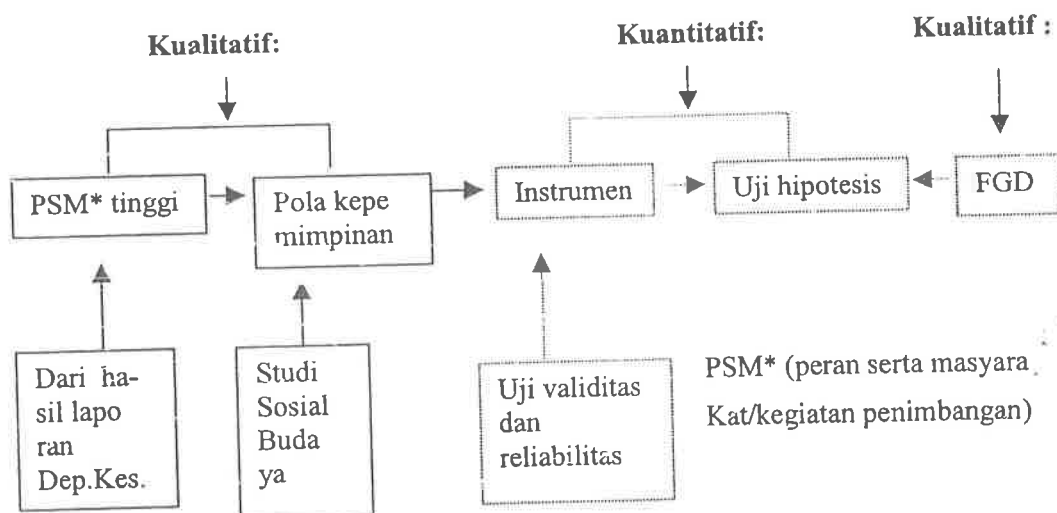 Kualitatif:
Kuantitatif:
Kualitatif :
PSM* tinggi
Pola kepe
mimpinan
Instrumen
Uji hipotesis
FGD
Dari ha-
sil lapo
ran
Dep.Kes.
Studi
Sosial
Buda
ya
Uji validitas
dan
reliabilitas
PSM* (peran serta masyara
Kat/kegiatan penimbangan)